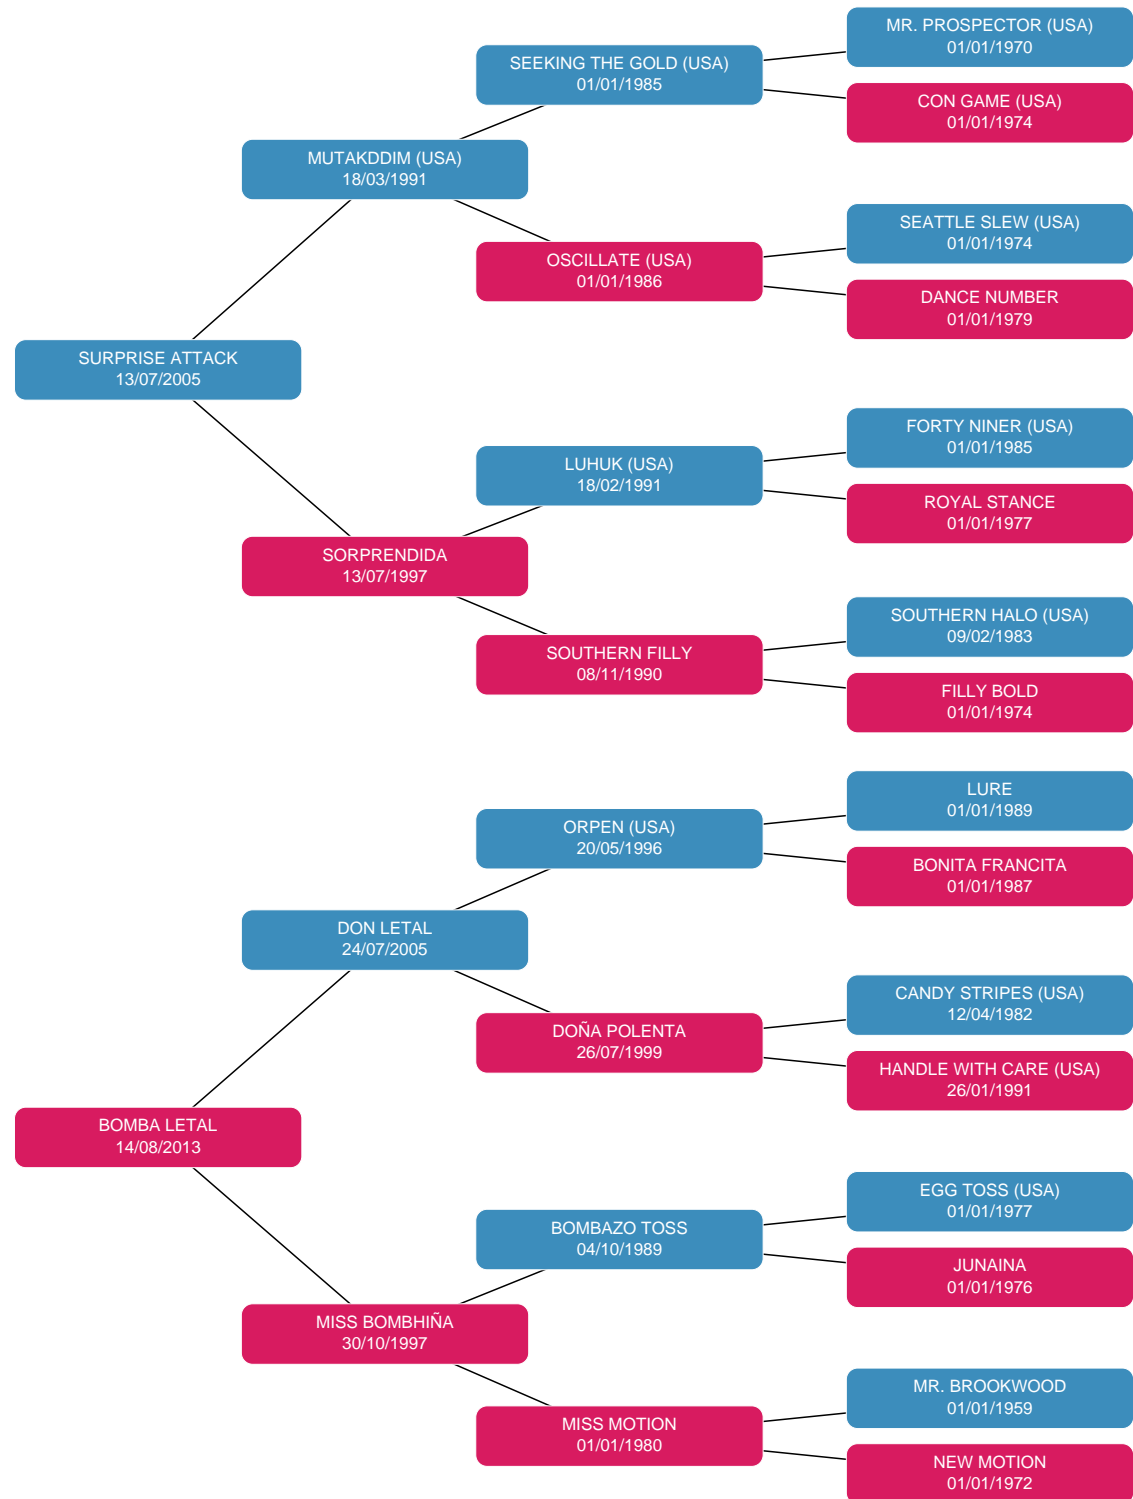 MR. PROSPECTOR (USA)
01/01/1970
SEEKING THE GOLD (USA)
01/01/1985
CON GAME (USA)
01/01/1974
MUTAKDDIM (USA)
18/03/1991
SEATTLE SLEW (USA)
01/01/1974
OSCILLATE (USA)
01/01/1986
DANCE NUMBER
01/01/1979
SURPRISE ATTACK
13/07/2005
FORTY NINER (USA)
01/01/1985
LUHUK (USA)
18/02/1991
ROYAL STANCE
01/01/1977
SORPRENDIDA
13/07/1997
SOUTHERN HALO (USA)
09/02/1983
SOUTHERN FILLY
08/11/1990
FILLY BOLD
01/01/1974
LURE
01/01/1989
ORPEN (USA)
20/05/1996
BONITA FRANCITA
01/01/1987
DON LETAL
24/07/2005
CANDY STRIPES (USA)
12/04/1982
DOÑA POLENTA
26/07/1999
HANDLE WITH CARE (USA)
26/01/1991
BOMBA LETAL
14/08/2013
EGG TOSS (USA)
01/01/1977
BOMBAZO TOSS
04/10/1989
JUNAINA
01/01/1976
MISS BOMBHIÑA
30/10/1997
MR. BROOKWOOD
01/01/1959
MISS MOTION
01/01/1980
NEW MOTION
01/01/1972